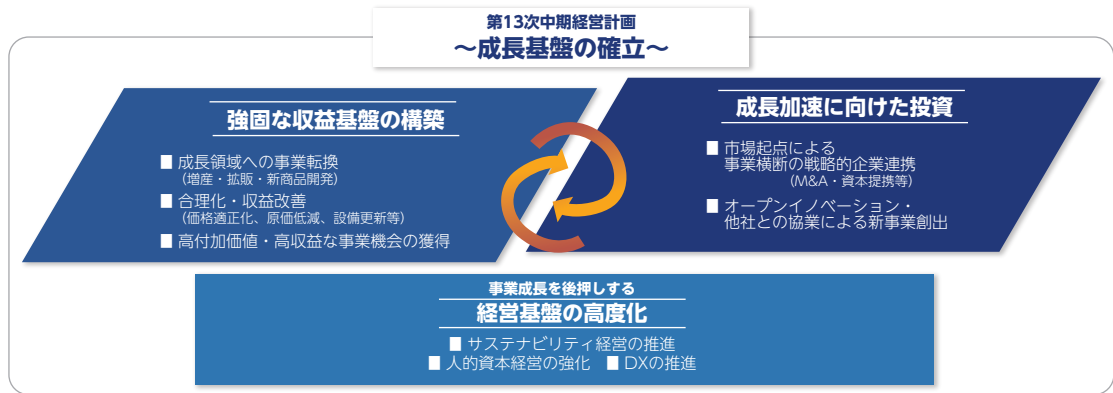 第13次中期経営計画
～成長基盤の確立～
強固な収益基盤の構築
■ 成長領域への事業転換
（増産・拡販・新商品開発）
■ 合理化・収益改善
（価格適正化、原価低減、設備更新等）
■ 高付加価値・高収益な事業機会の獲得
成長加速に向けた投資
■ 市場起点による
事業横断の戦略的企業連携
（M&A・資本提携等）
■ オープンイノベーション・
他社との協業による新事業創出
事業成長を後押しする
経営基盤の高度化
■ サステナビリティ経営の推進
■ 人的資本経営の強化 ■ DXの推進